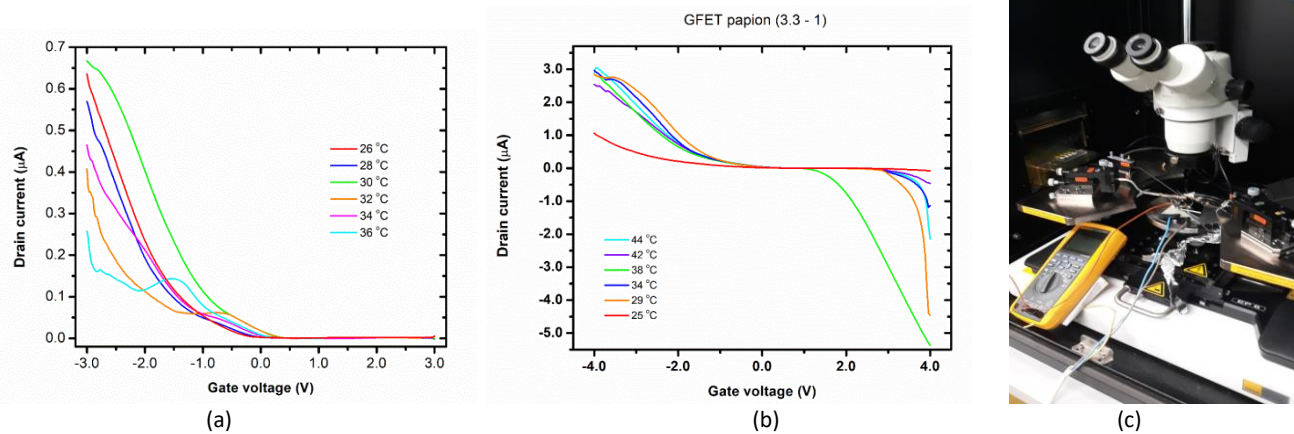 0.7
0.6
0.5
0.4
0.3
0.2
0.1
0.0
Drain current (μA)
-3.0 -2.0 -1.0 0.0 1.0 2.0 3.0
Gate voltage (V)
26 °C
28 °C
30 °C
32 °C
34 °C
36 °C
(a)
GFET papion (3.3 - 1)
3.0
2.0
1.0
0.0
-1.0
-2.0
-3.0
-4.0
-5.0
Drain current (μA)
-4.0 -2.0 0.0 2.0 4.0
Gate voltage (V)
44 °C
42 °C
38 °C
34 °C
29 °C
25 °C
(b)
EP 6
(c)